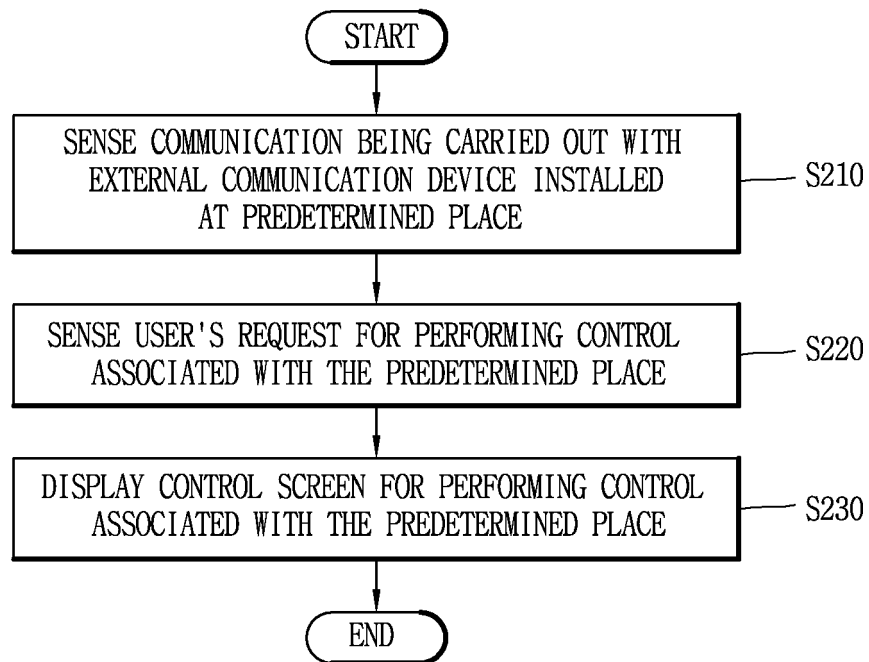 START
SENSE COMMUNICATION BEING CARRIED OUT WITH
EXTERNAL COMMUNICATION DEVICE INSTALLED
AT PREDETERMINED PLACE
S210
SENSE USER'S REQUEST FOR PERFORMING CONTROL
ASSOCIATED WITH THE PREDETERMINED PLACE
S220
DISPLAY CONTROL SCREEN FOR PERFORMING CONTROL
ASSOCIATED WITH THE PREDETERMINED PLACE
S230
END